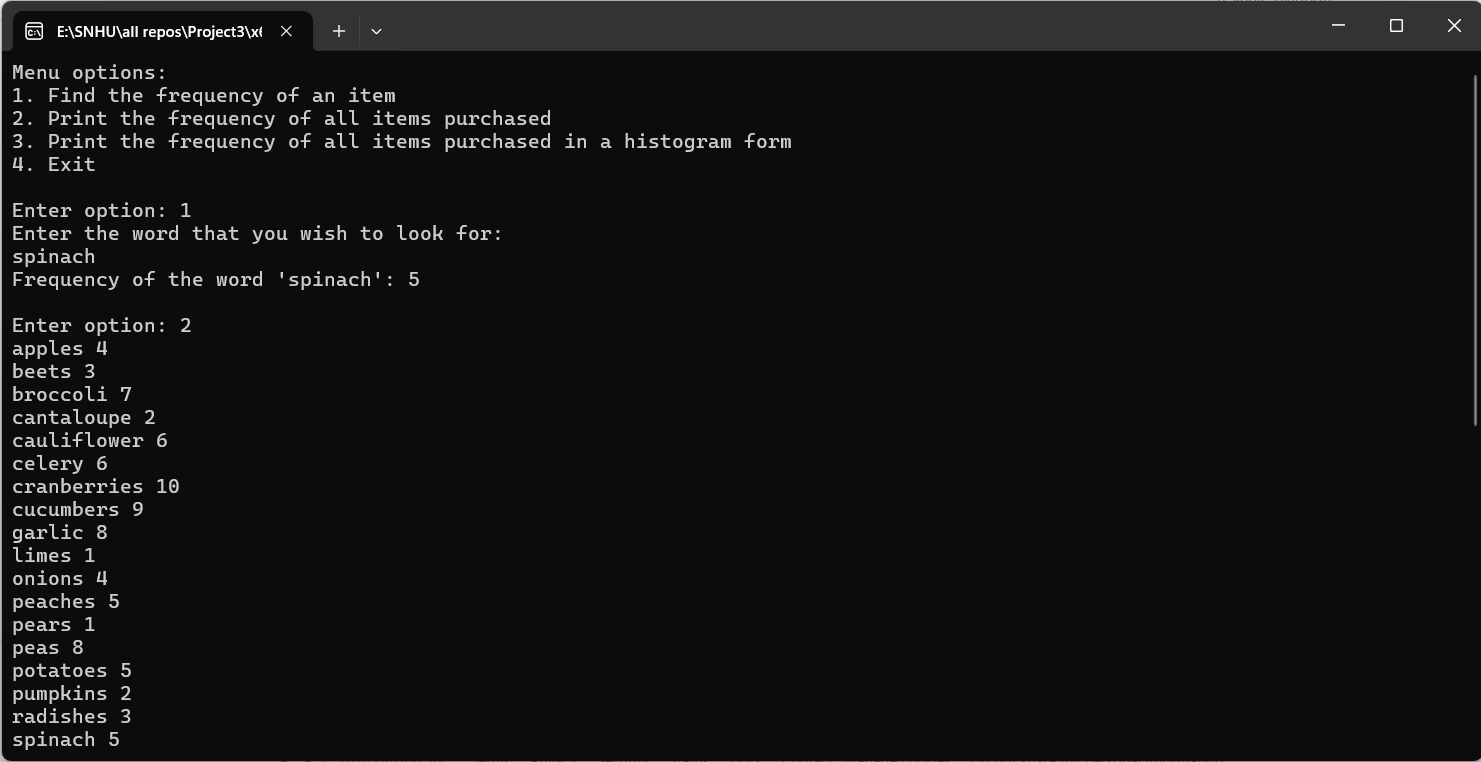 E:\SNHU\all repos\Project3\x6
Menu options:
1. Find the frequency of an item
2. Print the frequency of all items purchased
3. Print the frequency of all items purchased in a histogram form
4. Exit
Enter option: 1
Enter the word that you wish to look for:
spinach
Frequency of the word 'spinach': 5
Enter option: 2
apples 4
beets 3
broccoli 7
cantaloupe 2
cauliflower 6
celery 6
cranberries 10
cucumbers 9
garlic 8
limes 1
onions 4
peaches 5
pears 1
peas 8
potatoes 5
pumpkins 2
radishes 3
spinach 5